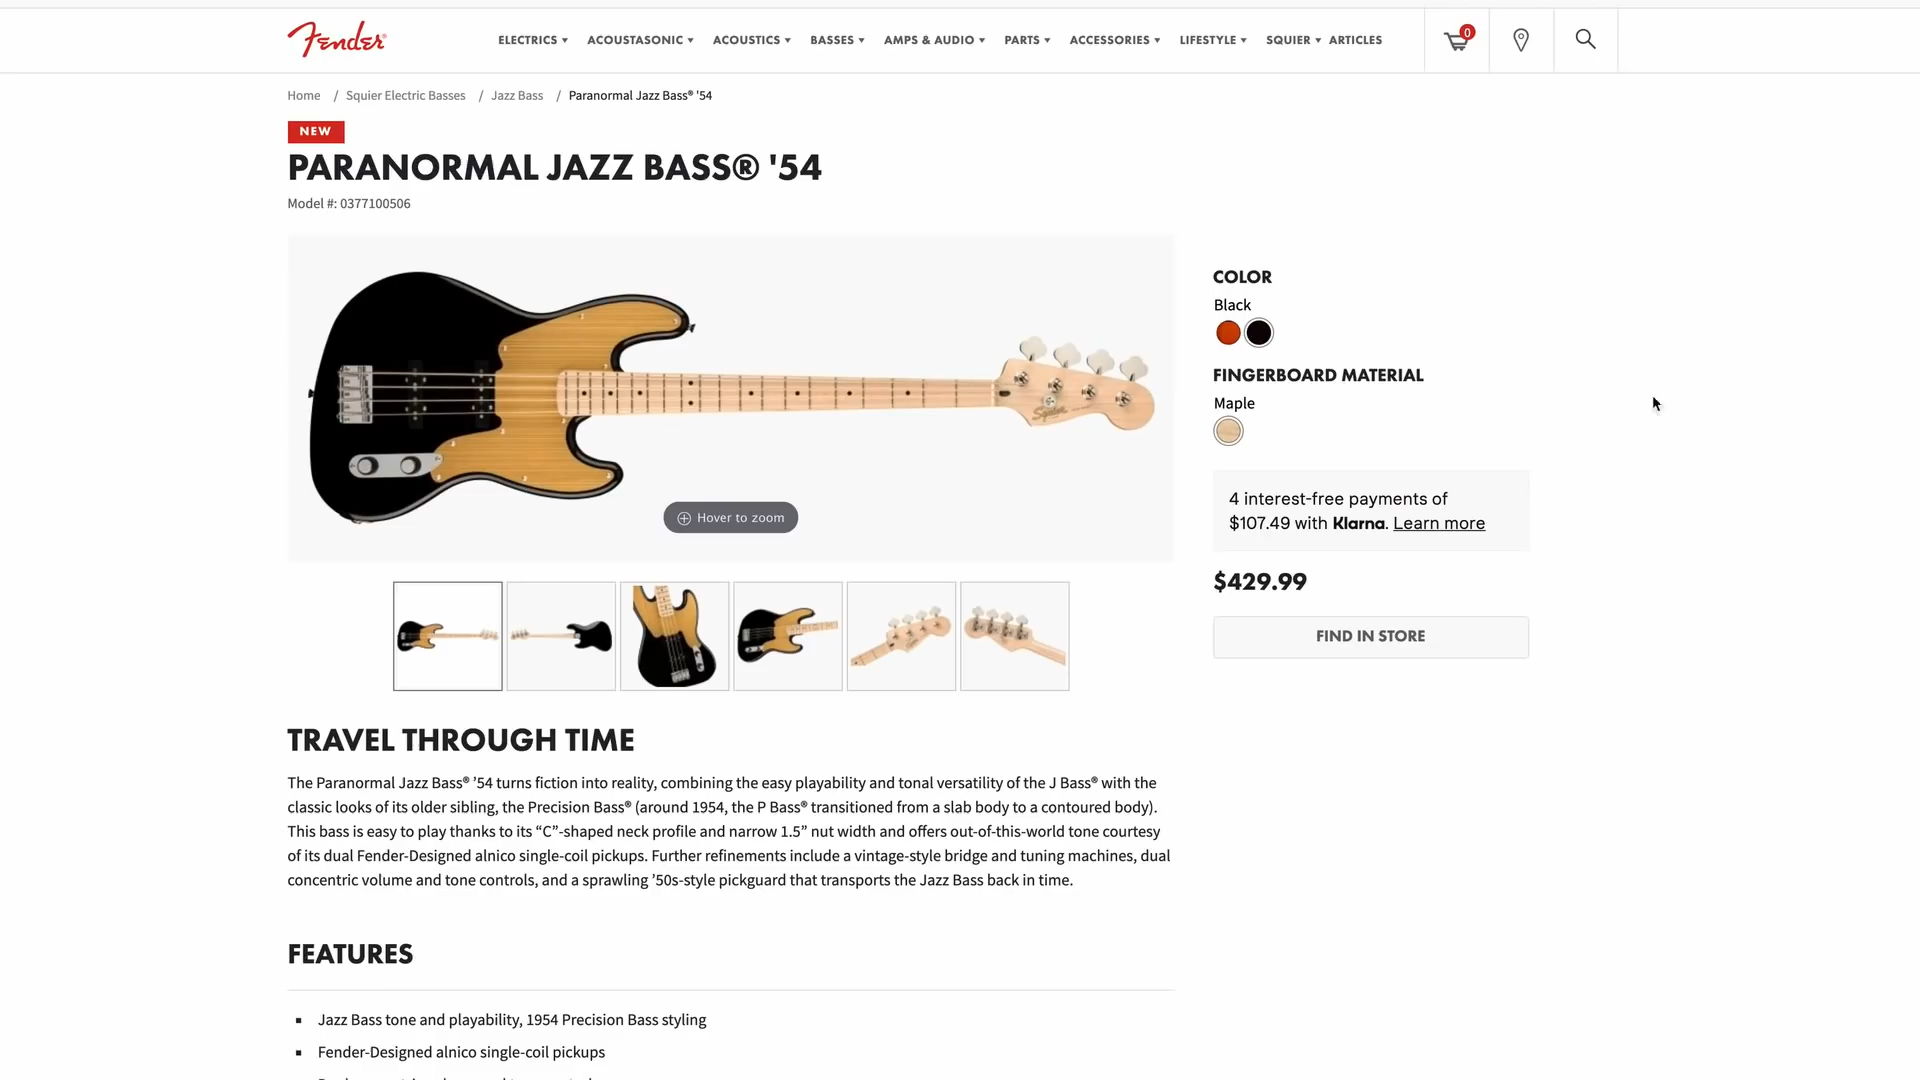 Fender
ELECTRICS
ACOUSTASONIC
ACOUSTICS
BASSES
AMPS & AUDIO
PARTS
ACCESSORIES
LIFESTYLE
SQUIER
ARTICLES
0
Home / Squier Electric Basses / Jazz Bass / Paranormal Jazz Bass® '54
NEW
PARANORMAL JAZZ BASS® '54
Model #: 0377100506
Squier
Hover to zoom
COLOR
Black
FINGERBOARD MATERIAL
Maple
4 interest-free payments of
$107.49 with Klarna. Learn more
$429.99
FIND IN STORE
TRAVEL THROUGH TIME
The Paranormal Jazz Bass® ’54 turns fiction into reality, combining the easy playability and tonal versatility of the J Bass® with the
classic looks of its older sibling, the Precision Bass® (around 1954, the P Bass® transitioned from a slab body to a contoured body).
This bass is easy to play thanks to its “C”-shaped neck profile and narrow 1.5” nut width and offers out-of-this-world tone courtesy
of its dual Fender-Designed alnico single-coil pickups. Further refinements include a vintage-style bridge and tuning machines, dual
concentric volume and tone controls, and a sprawling ’50s-style pickguard that transports the Jazz Bass back in time.
FEATURES
Jazz Bass tone and playability, 1954 Precision Bass styling
Fender-Designed alnico single-coil pickups